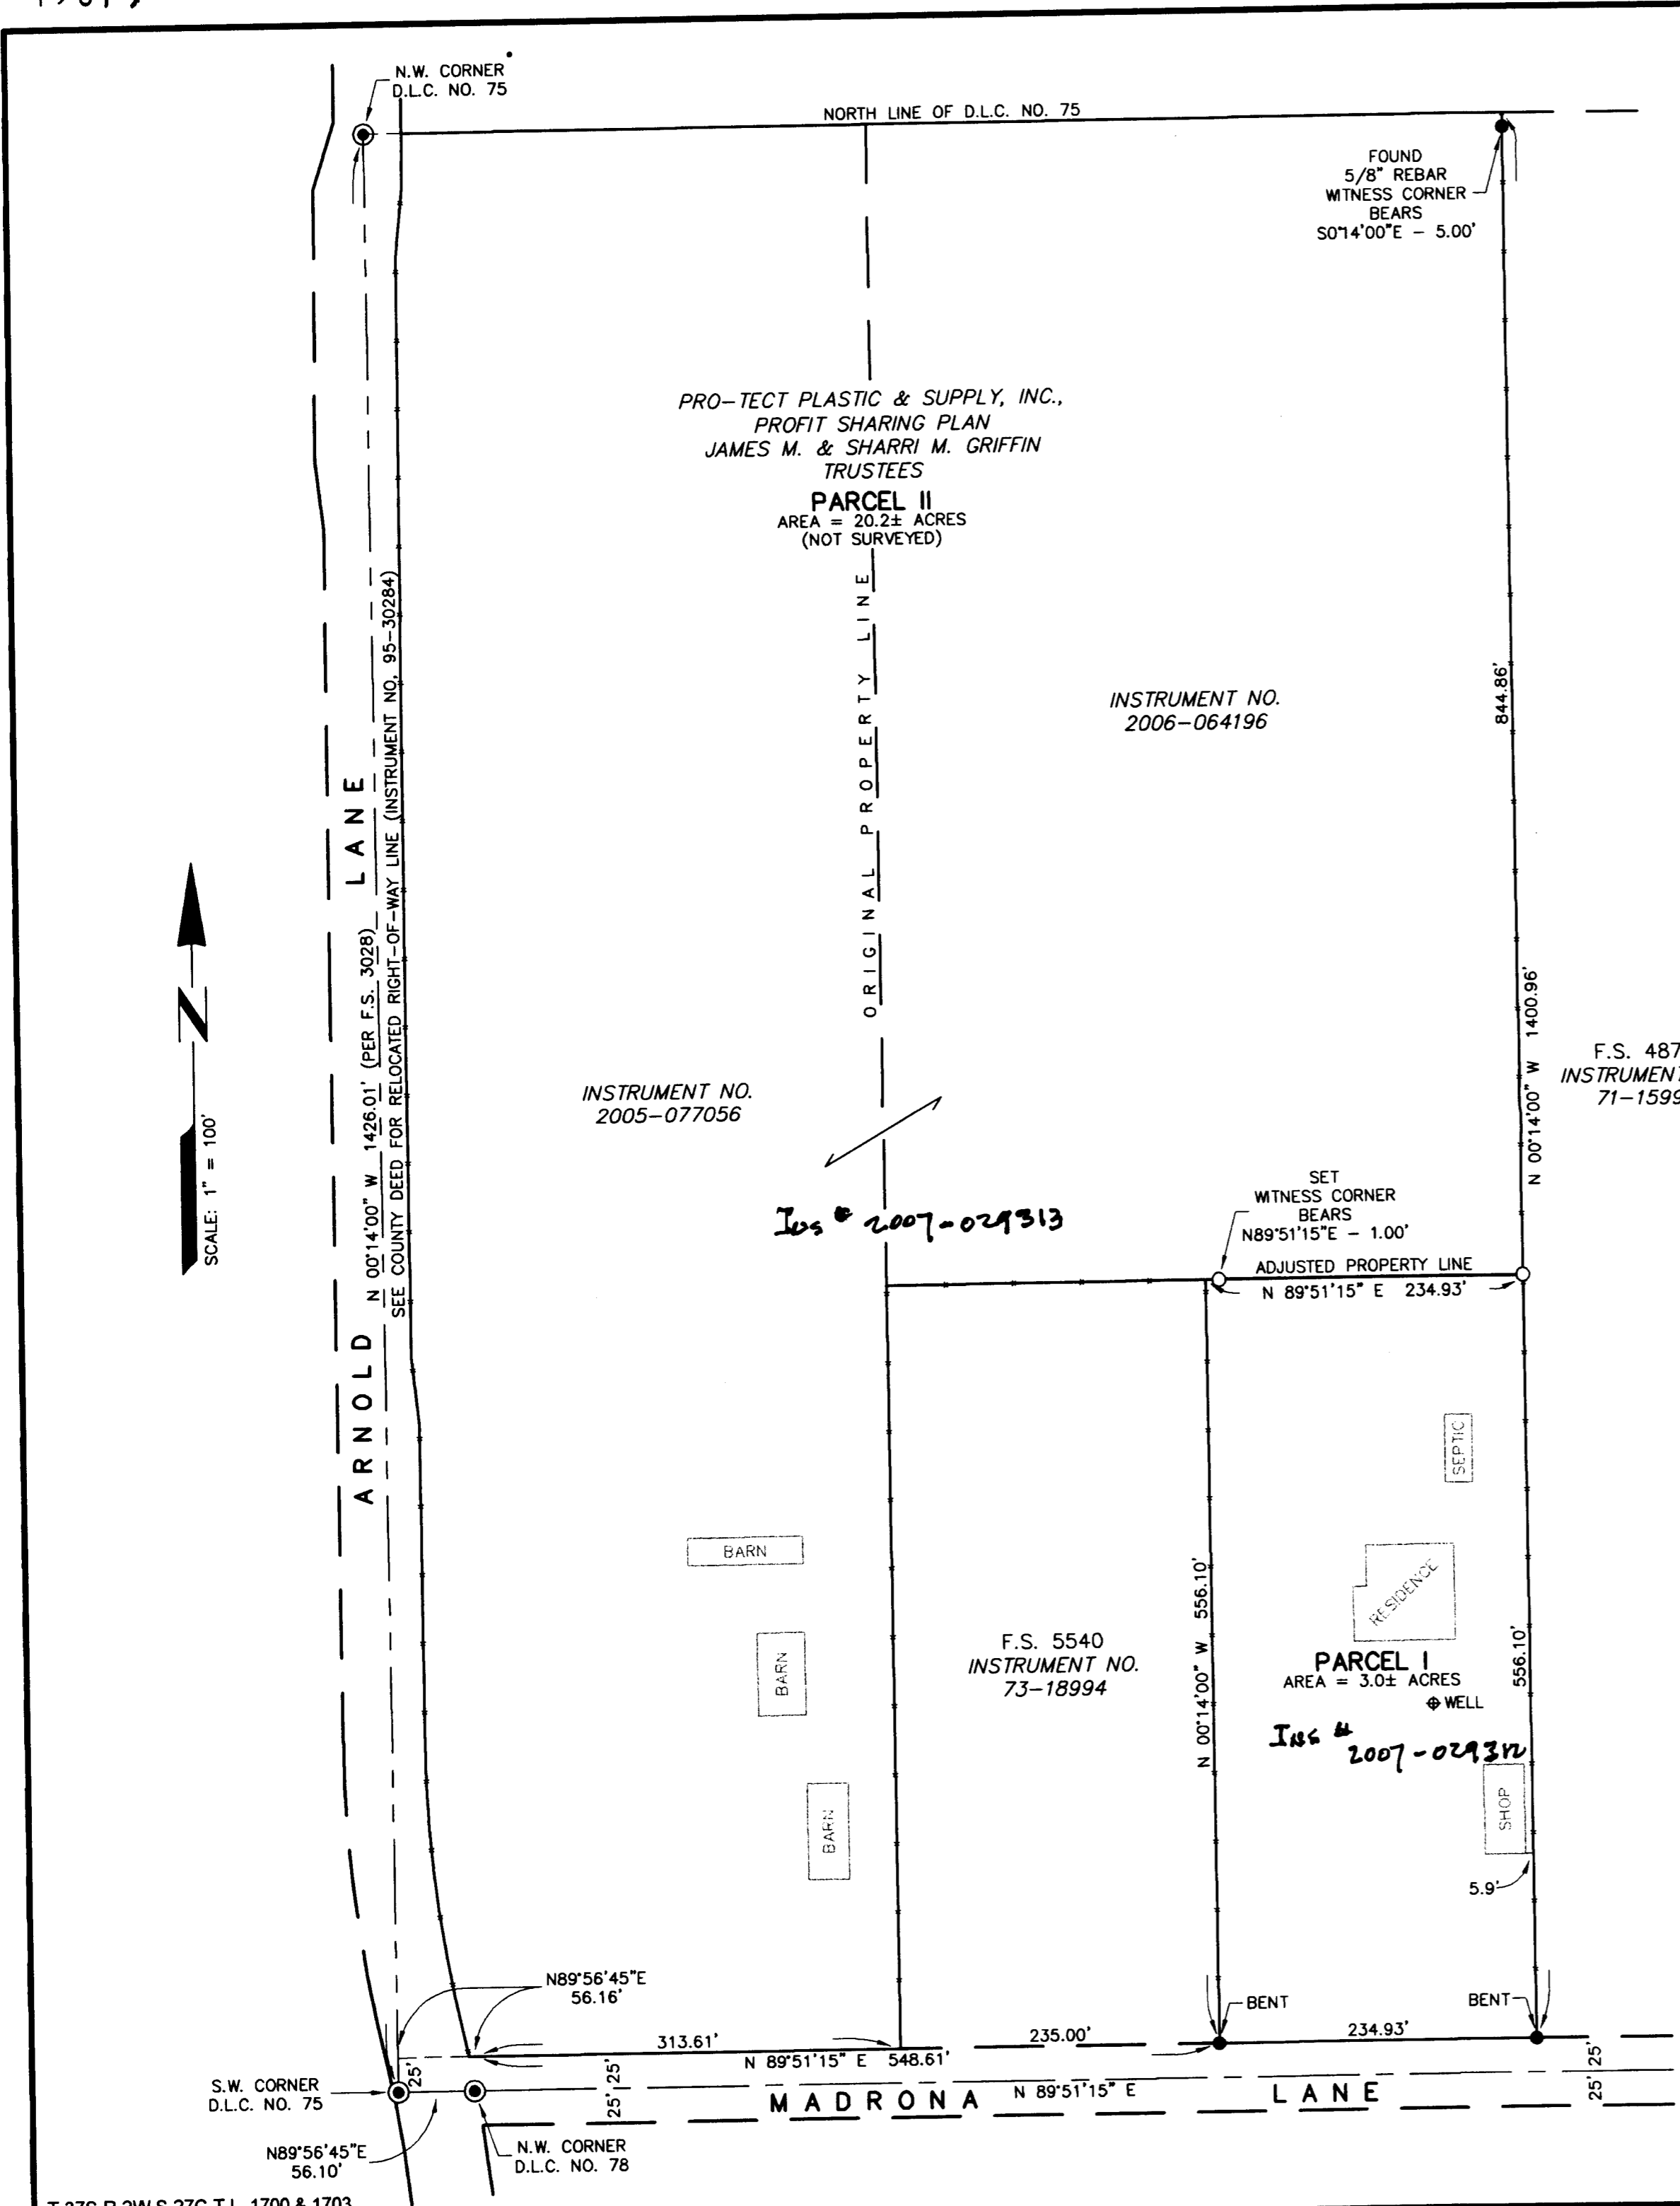 N.W. CORNER
D.L.C. NO. 75
NORTH LINE OF D.L.C. NO. 75
FOUND
5/8" REBAR
WITNESS CORNER
BEARS
S0°14'00"E - 5.00'
PRO-TECT PLASTIC & SUPPLY, INC.,
PROFIT SHARING PLAN
JAMES M. & SHARRI M. GRIFFIN
TRUSTEES
PARCEL II
AREA = 20.2± ACRES
(NOT SURVEYED)
ORIGINAL PROPERTY LINE
INSTRUMENT NO.
2006-064196
844.86'
N 00°14'00" W 1400.96'
F.S. 487
INSTRUMENT
71-1599
ARNOLD LANE
N 00°14'00" W 1426.01' (PER F.S. 3028)
SEE COUNTY DEED FOR RELOCATED RIGHT-OF-WAY LINE (INSTRUMENT NO, 95-30284)
N
SCALE: 1" = 100'
INSTRUMENT NO.
2005-077056
Ins # 2007-029313
SET
WITNESS CORNER
BEARS
N89°51'15"E - 1.00'
ADJUSTED PROPERTY LINE
N 89°51'15" E 234.93'
SEPTIC
BARN
BARN
BARN
RESIDENCE
N 00°14'00" W 556.10'
556.10'
F.S. 5540
INSTRUMENT NO.
73-18994
PARCEL I
AREA = 3.0± ACRES
WELL
Ins #
2007-029312
SHOP
5.9'
N89°56'45"E
56.16'
BENT
BENT
313.61'
235.00'
234.93'
N 89°51'15" E 548.61'
25'
25' 25'
25' 25'
S.W. CORNER
D.L.C. NO. 75
MADRONA LANE
N 89°51'15" E
N89°56'45"E
56.10'
N.W. CORNER
D.L.C. NO. 78
T.37S R.2W S.27C T.L. 1700 & 1703